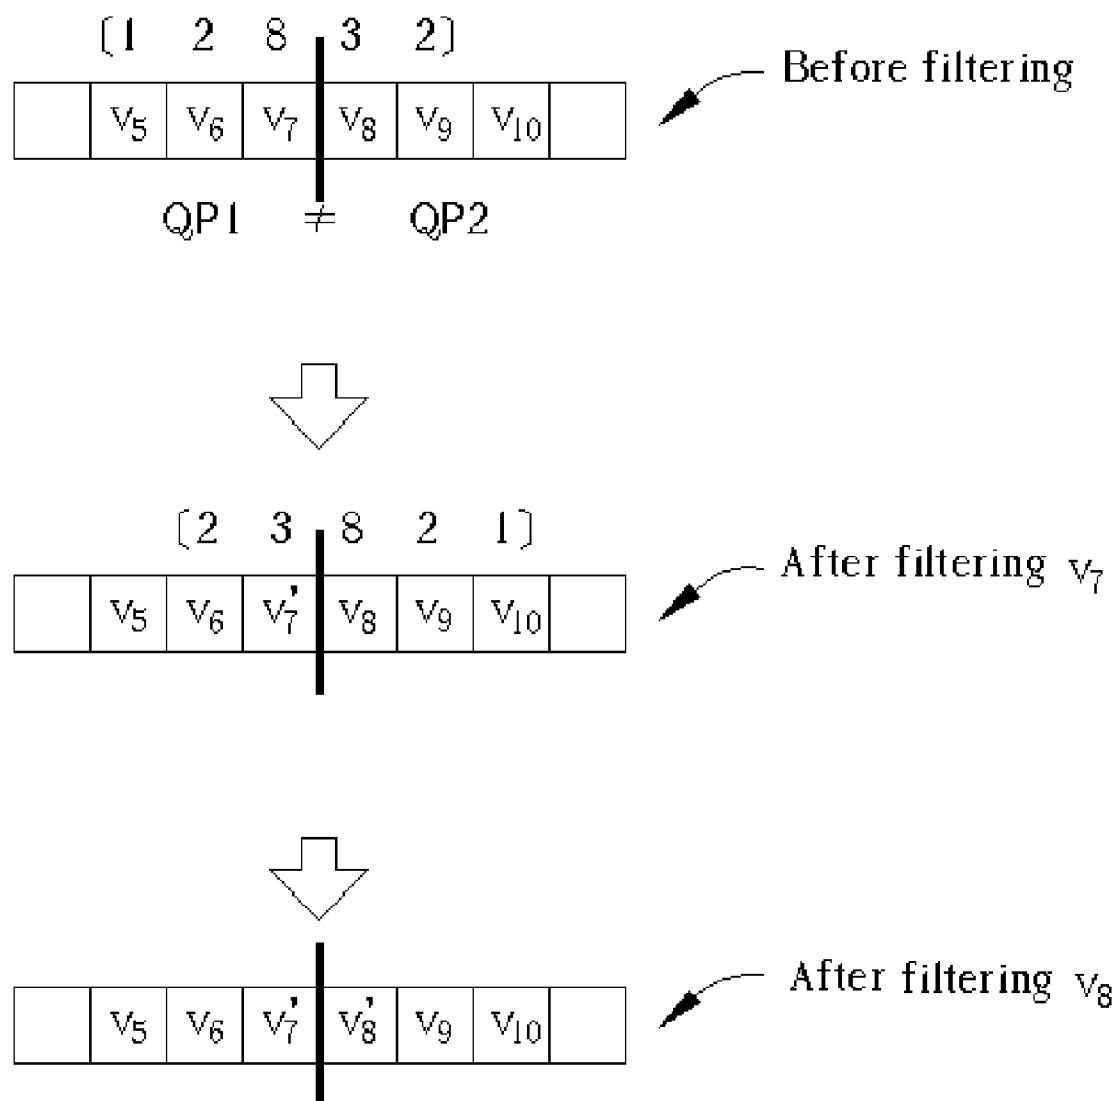 [1 2 8 3 2]
V5 V6 V7 V8 V9 V10
Before filtering
QP1 ≠ QP2
[2 3 8 2 1]
V5 V6 V7' V8 V9 V10
After filtering V7
V5 V6 V7' V8' V9 V10
After filtering V8